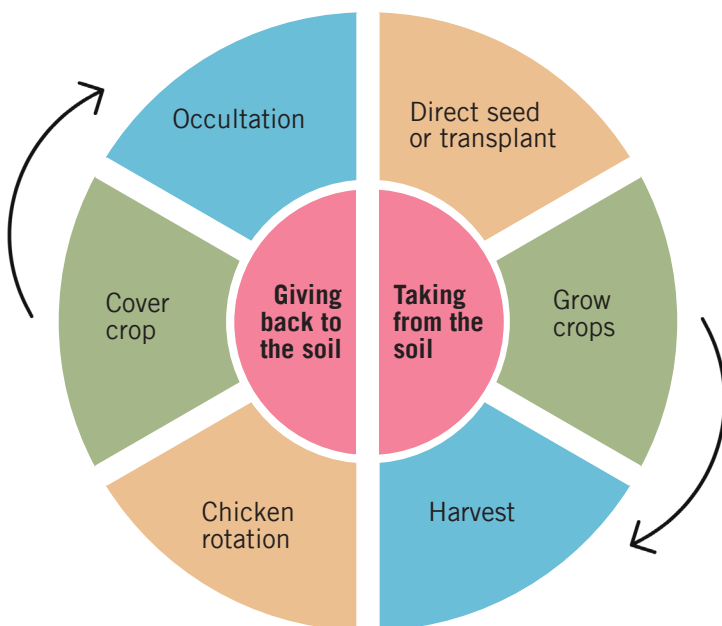 Occultation
Direct seed
or transplant
Cover
crop
Giving
back to
the soil
Taking
from the
soil
Grow
crops
Chicken
rotation
Harvest